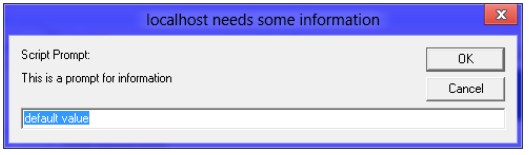 localhost needs some information
Script Prompt:
OK
This is a prompt for information
Cancel
default value